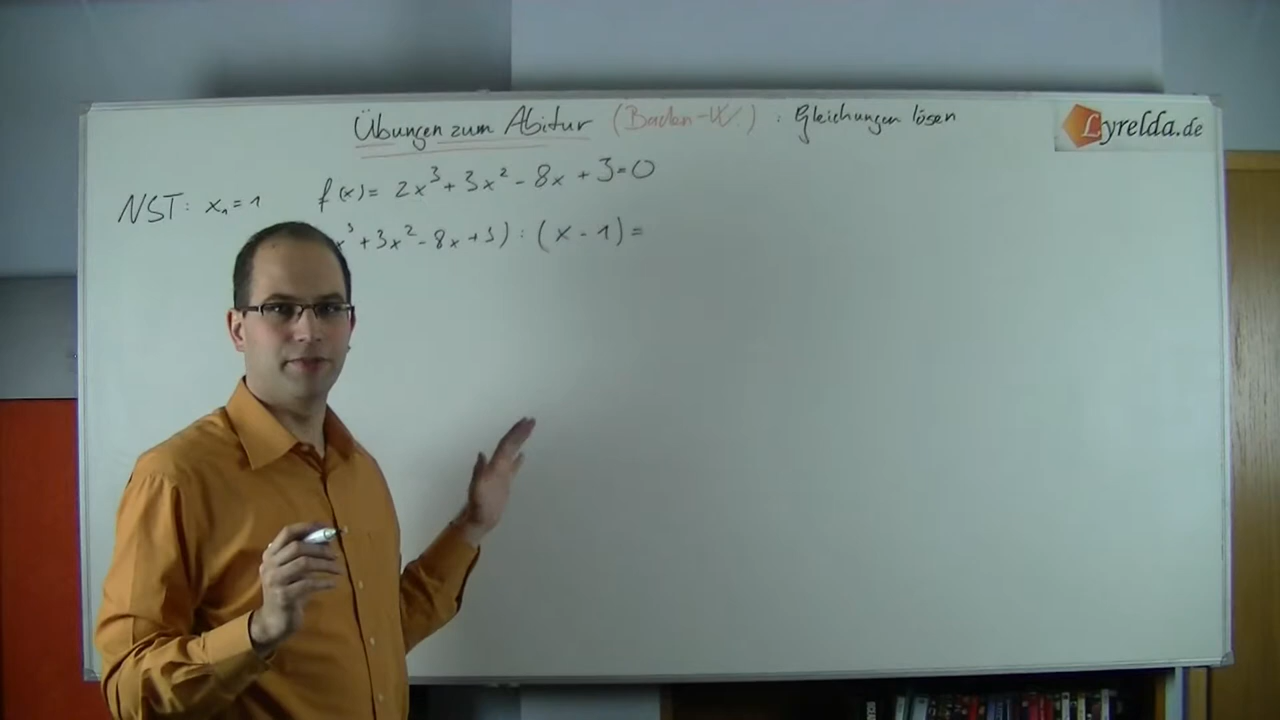 Übungen zum Abitur (Baden-W.) : Gleichungen lösen
Lyrelda.de
NST: x₁=1 f(x)= 2x³+3x²-8x+3=0
x³+3x²-8x+3) : (x-1)=